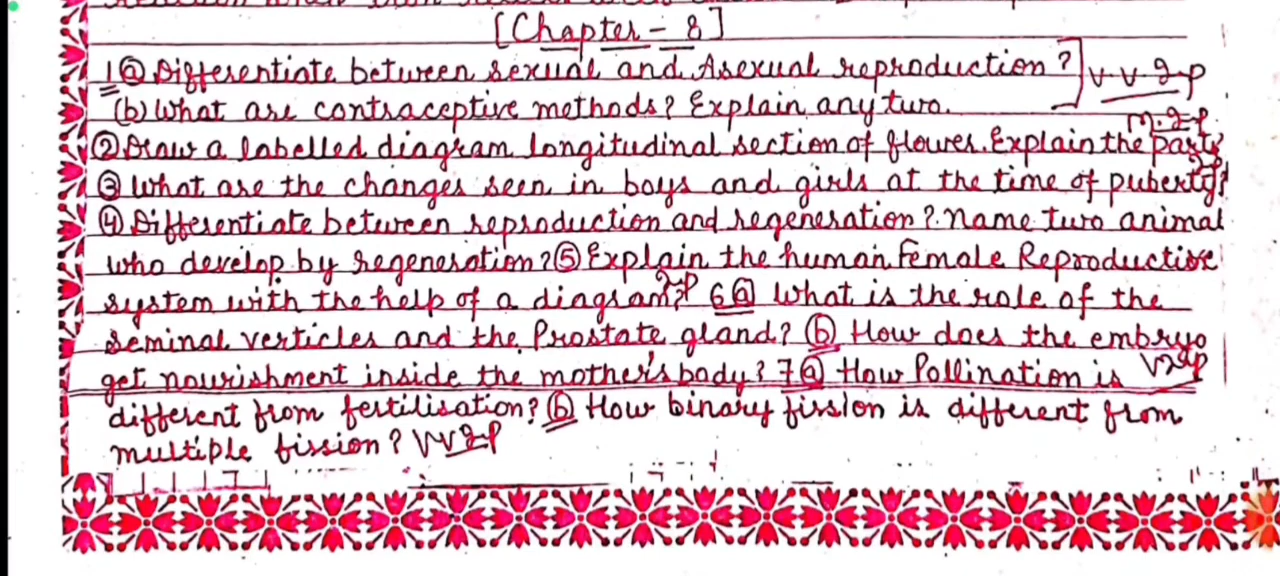 [Chapter - 8]
1(a) Differentiate between sexual and Asexual reproduction? V.V.I-P
(b) What are contraceptive methods? Explain any two.
M.I-P.
(2) Draw a labelled diagram longitudinal section of flower. Explain the parts
(3) What are the changes seen in boys and girls at the time of puberty?
(4) Differentiate between reproduction and regeneration?. Name two animal
who develop by regeneration? (5) Explain the human Female Reproductive
system with the help of a diagram? I-P 6(a) What is the role of the
seminal verticles and the Prostate gland? (b) How does the embryo
get nourishment inside the mother's body? 7(a) How Pollination is VIP
different from fertilisation? (b) How binary fission is different from
multiple fission? VVI-P